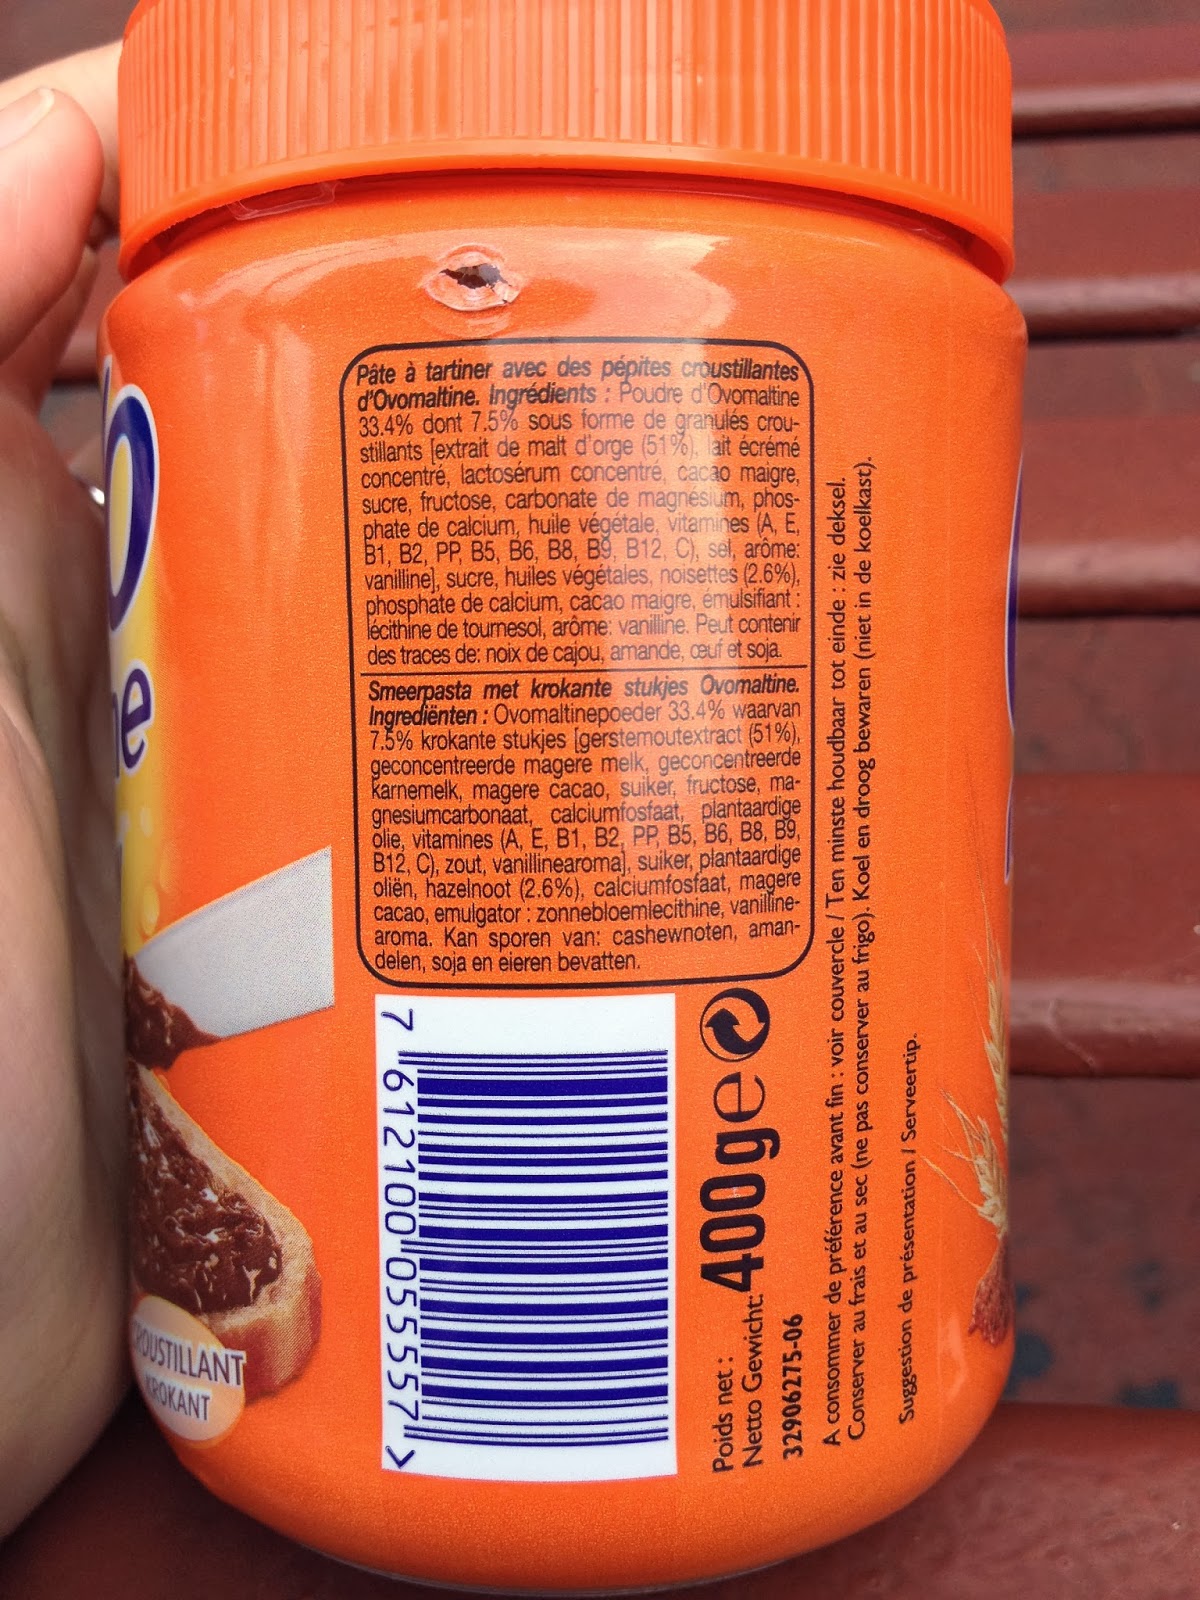 Pâte à tartiner avec des pépites croustillantes
d'Ovomaltine. Ingrédients : Poudre d'Ovomaltine
33.4% dont 7.5% sous forme de granulés crou-
stillants [extrait de malt d'orge (51%), lait écrémé
concentré, lactosérum concentré, cacao maigre,
sucre, fructose, carbonate de magnésium, phos-
phate de calcium, huile végétale, vitamines (A, E,
B1, B2, PP, B5, B6, B8, B9, B12, C), sel, arôme:
vanilline], sucre, huiles végétales, noisettes (2.6%),
phosphate de calcium, cacao maigre, émulsifiant :
lécithine de tournesol, arôme: vanilline. Peut contenir
des traces de: noix de cajou, amande, œuf et soja.
Smeerpasta met krokante stukjes Ovomaltine.
Ingrediënten : Ovomaltinepoeder 33.4% waarvan
7.5% krokante stukjes [gerstemoutextract (51%),
geconcentreerde magere melk, geconcentreerde
karnemelk, magere cacao, suiker, fructose, ma-
gnesiumcarbonaat, calciumfosfaat, plantaardige
olie, vitamines (A, E, B1, B2, PP, B5, B6, B8, B9,
B12, C), zout, vanillinearoma], suiker, plantaardige
oliën, hazelnoot (2.6%), calciumfosfaat, magere
cacao, emulgator : zonnebloemlecithine, vanilline-
aroma. Kan sporen van: cashewnoten, aman-
delen, soja en eieren bevatten.
7 612100 055557 >
Poids net :
Netto Gewicht: 400g e
32906275-06
A consommer de préférence avant fin : voir couvercle / Ten minste houdbaar tot einde : zie deksel.
Conserver au frais et au sec (ne pas conserver au frigo). Koel en droog bewaren (niet in de koelkast).
Suggestion de présentation / Serveertip.
CROUSTILLANT
KROKANT